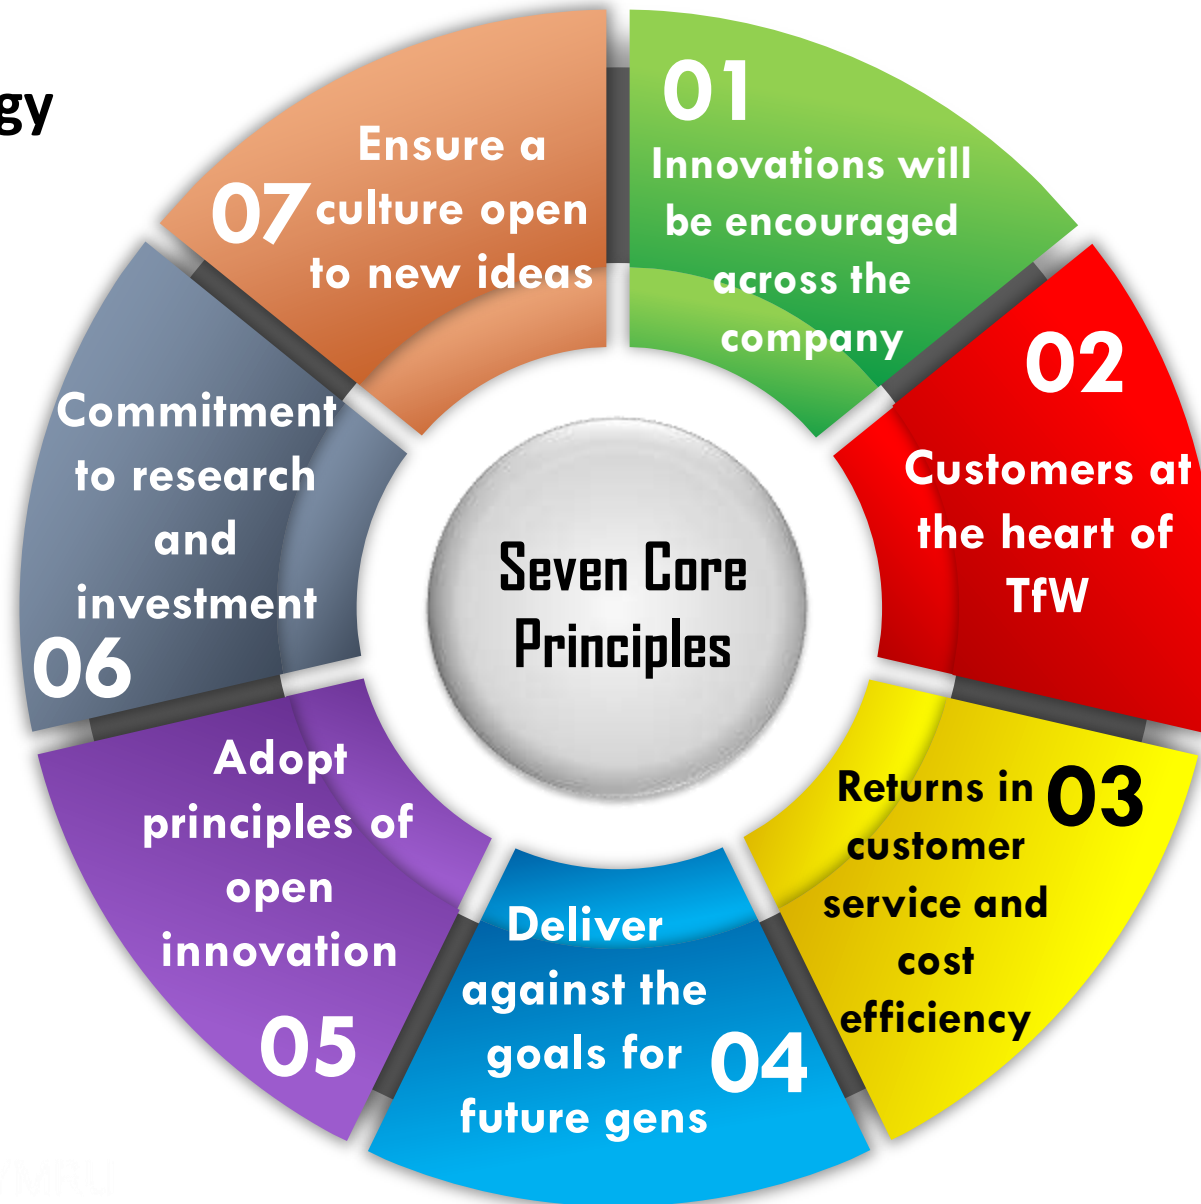 gy
01
Innovations will
be encouraged
across the
company
02
Customers at
the heart of
TfW
03
Returns in
customer
service and
cost
efficiency
Deliver
against the
goals for
future gens
04
Adopt
principles of
open
innovation
05
Commitment
to research
and
investment
06
Ensure a
culture open
to new ideas
07
Seven Core
Principles